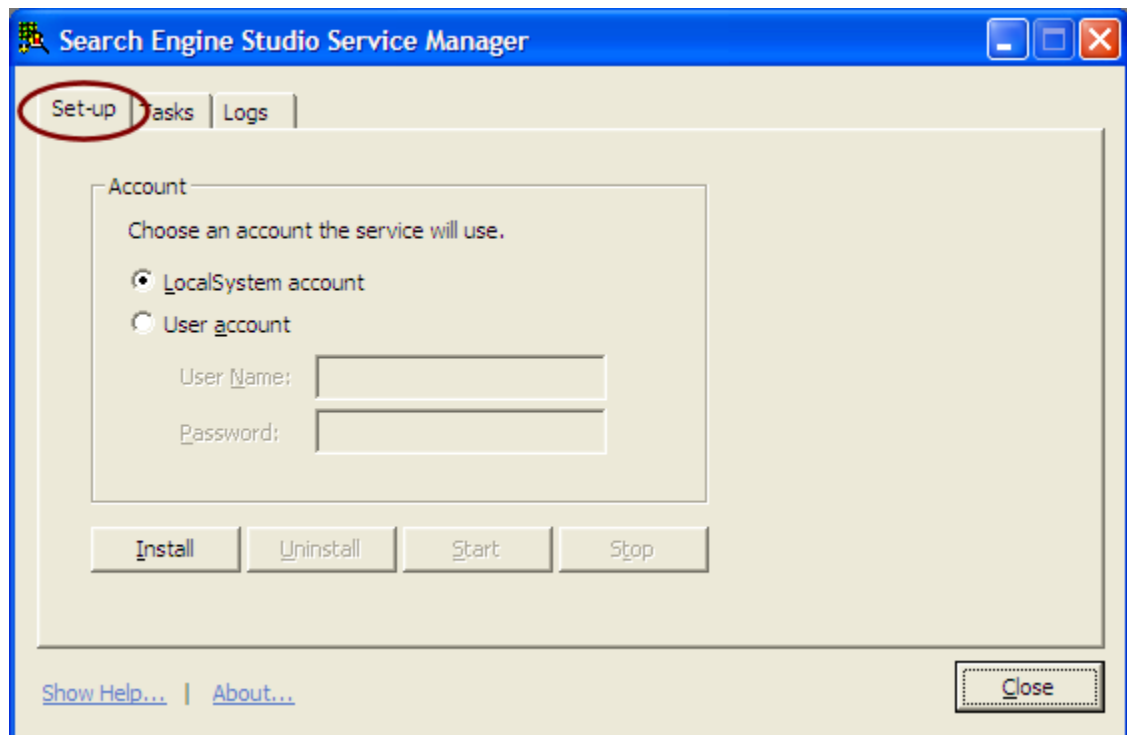 Search Engine Studio Service Manager
Set-up Tasks Logs
Account
Choose an account the service will use.
LocalSystem account
User account
User Name:
Password:
Install Uninstall Start Stop
Show Help... | About... Close